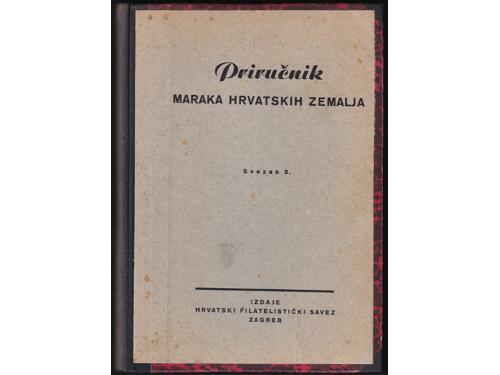 Priručnik
MARAKA HRVATSKIH ZEMALJA
Svezak 3.
IZDAJE
HRVATSKI FILATELISTIČKI SAVEZ
ZAGREB